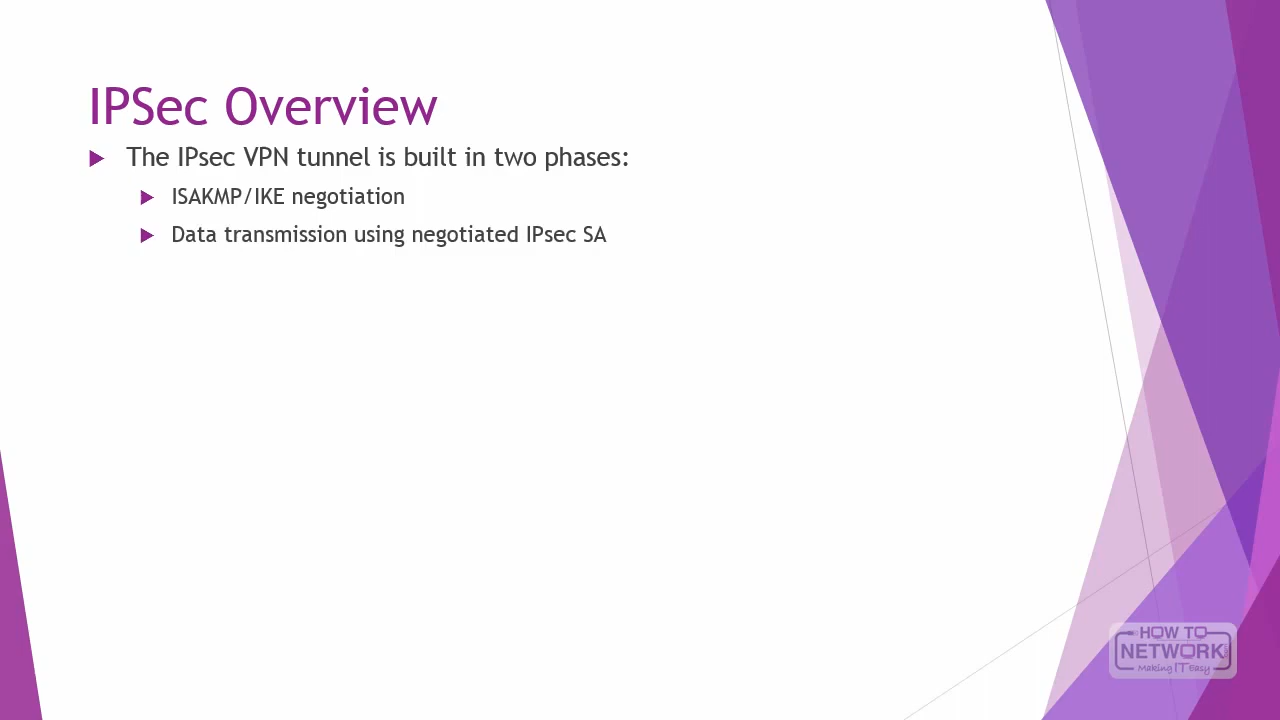 IPSec Overview
The IPsec VPN tunnel is built in two phases:
ISAKMP/IKE negotiation
Data transmission using negotiated IPsec SA
HOW TO
NETWORK
Making IT Easy